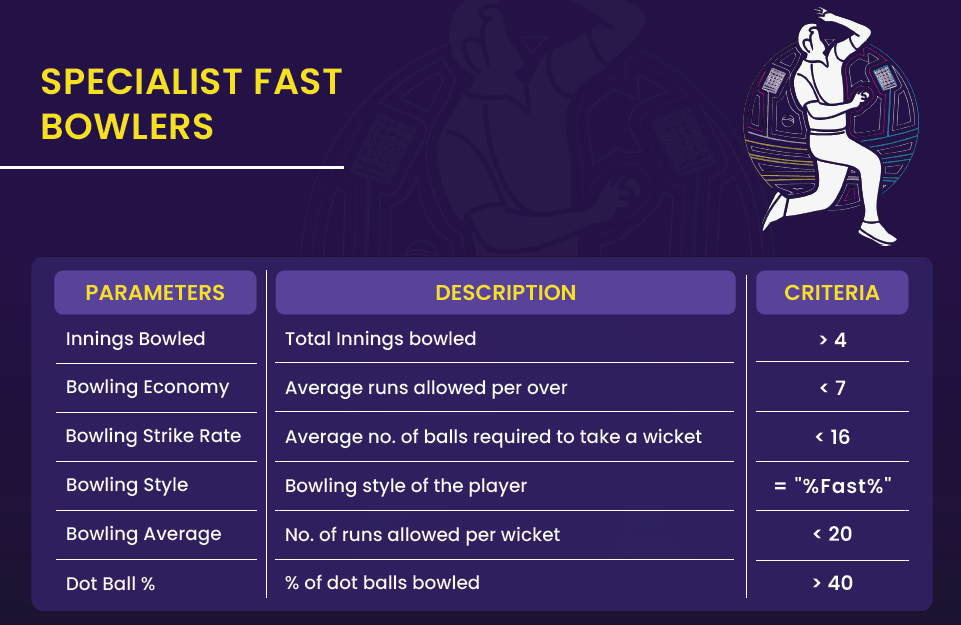 SPECIALIST FAST
BOWLERS
PARAMETERS DESCRIPTION CRITERIA
Innings Bowled Total Innings bowled > 4
Bowling Economy Average runs allowed per over < 7
Bowling Strike Rate Average no. of balls required to take a wicket < 16
Bowling Style Bowling style of the player = "%Fast%"
Bowling Average No. of runs allowed per wicket < 20
Dot Ball % % of dot balls bowled > 40